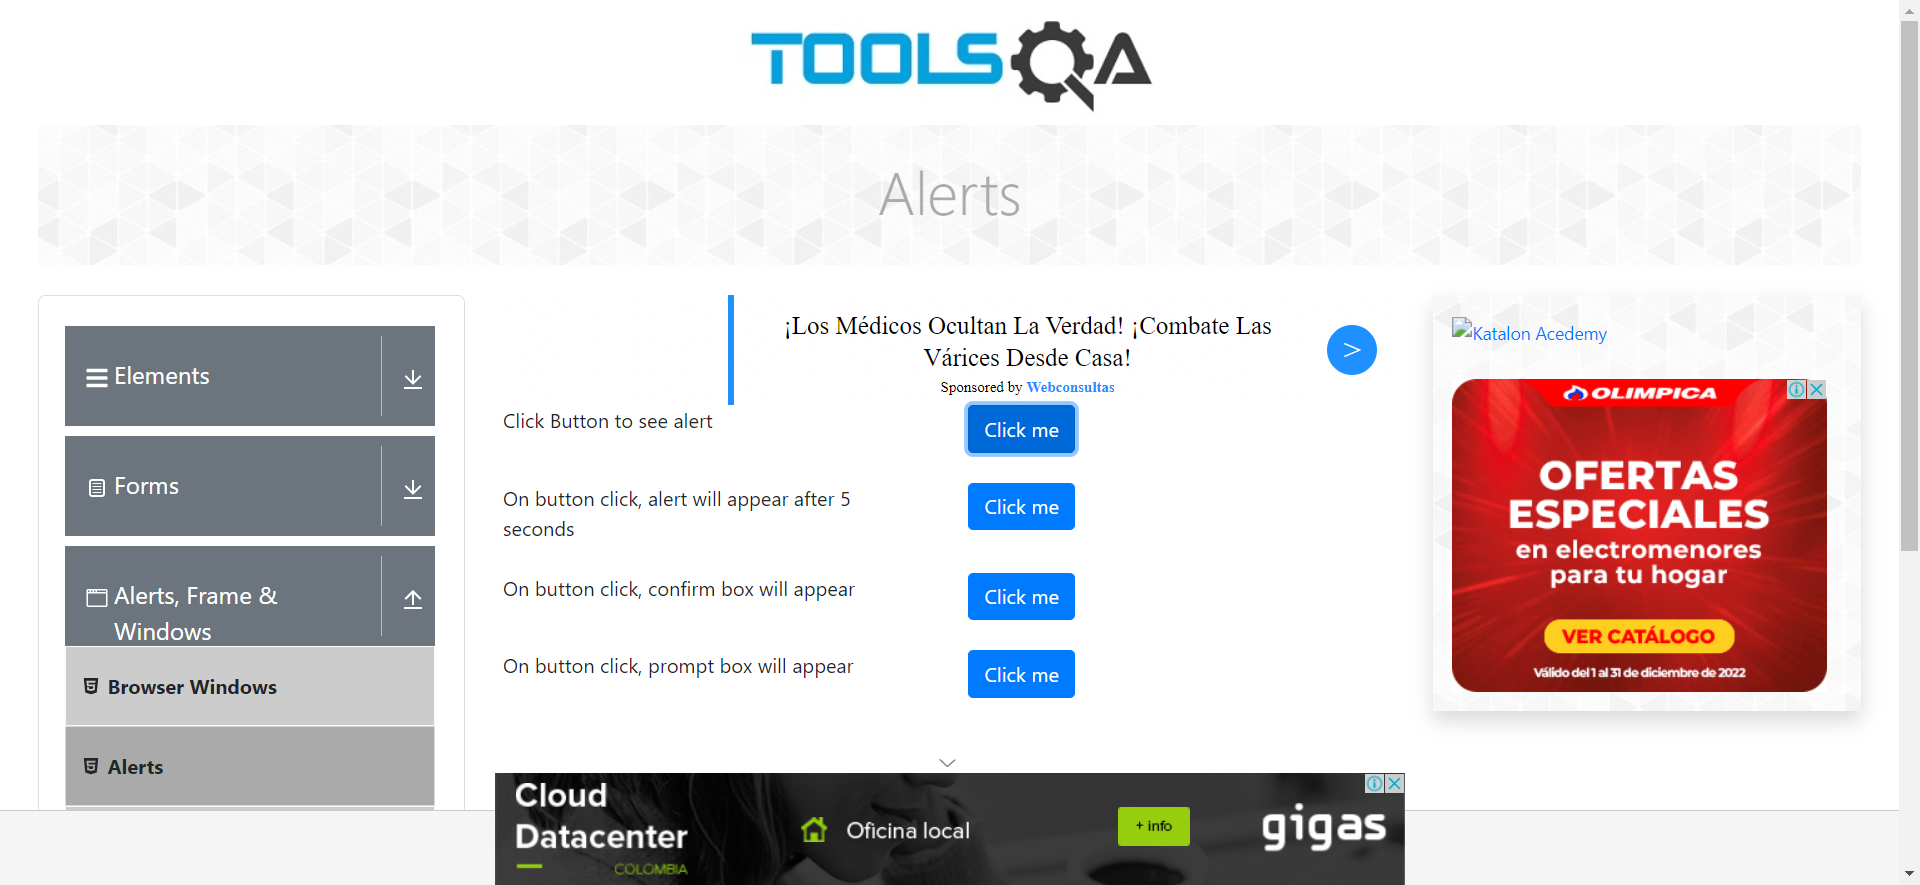 TOOLSQA
Alerts
Elements
Forms
Alerts, Frame &
Windows
Browser Windows
Alerts
¡Los Médicos Ocultan La Verdad! ¡Combate Las
Várices Desde Casa!
Sponsored by Webconsultas
>
Click Button to see alert
Click me
On button click, alert will appear after 5
seconds
Click me
On button click, confirm box will appear
Click me
On button click, prompt box will appear
Click me
Katalon Acedemy
OLIMPICA
OFERTAS
ESPECIALES
en electromenores
para tu hogar
VER CATÁLOGO
Válido del 1 al 31 de diciembre de 2022
Cloud
Datacenter
COLOMBIA
Oficina local
+ info
gigas